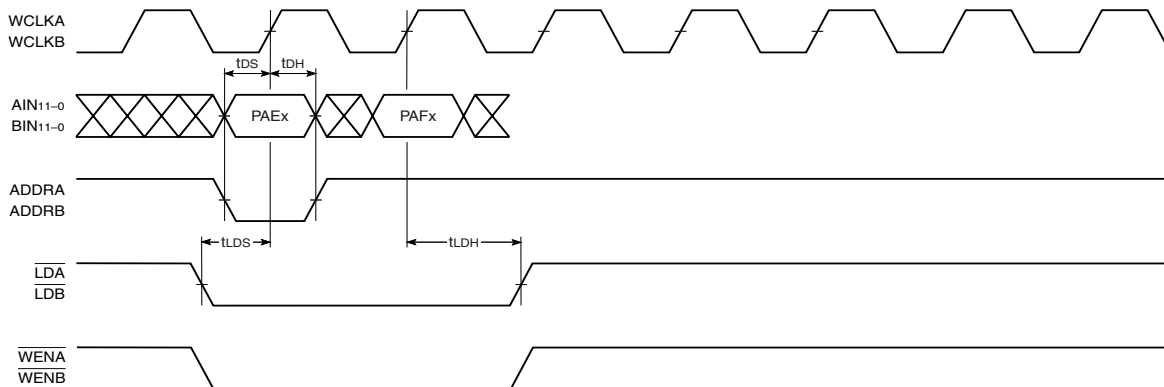 WCLKA
WCLKB
tDS
tDH
AIN11–0
BIN11–0
PAEx
PAFx
ADDRA
ADDRB
tLDS
tLDH
LDA
LDB
WENA
WENB